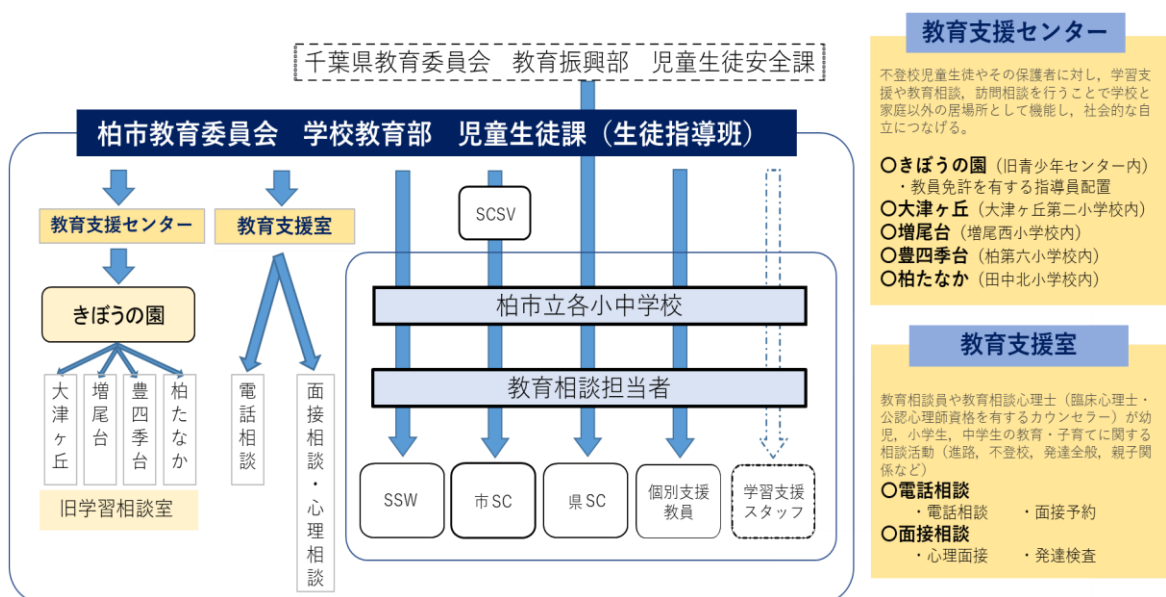 千葉県教育委員会　教育振興部　児童生徒安全課
柏市教育委員会　学校教育部　児童生徒課（生徒指導班）
教育支援センター
教育支援室
SCSV
きぼうの園
大津ヶ丘
増尾台
豊四季台
柏たなか
旧学習相談室
電話相談
面接相談・心理相談
柏市立各小中学校
教育相談担当者
SSW
市SC
県SC
個別支援
教員
学習支援
スタッフ
教育支援センター
不登校児童生徒やその保護者に対し，学習支
援や教育相談，訪問相談を行うことで学校と
家庭以外の居場所として機能し，社会的な自
立につなげる。
〇きぼうの園（旧青少年センター内）
・教員免許を有する指導員配置
〇大津ヶ丘（大津ヶ丘第二小学校内）
〇増尾台（増尾西小学校内）
〇豊四季台（柏第六小学校内）
〇柏たなか（田中北小学校内）
教育支援室
教育相談員や教育相談心理士（臨床心理士・
公認心理師資格を有するカウンセラー）が幼
児，小学生，中学生の教育・子育てに関する
相談活動（進路，不登校，発達全般，親子関
係など）
〇電話相談
・電話相談　・面接予約
〇面接相談
・心理面接　・発達検査